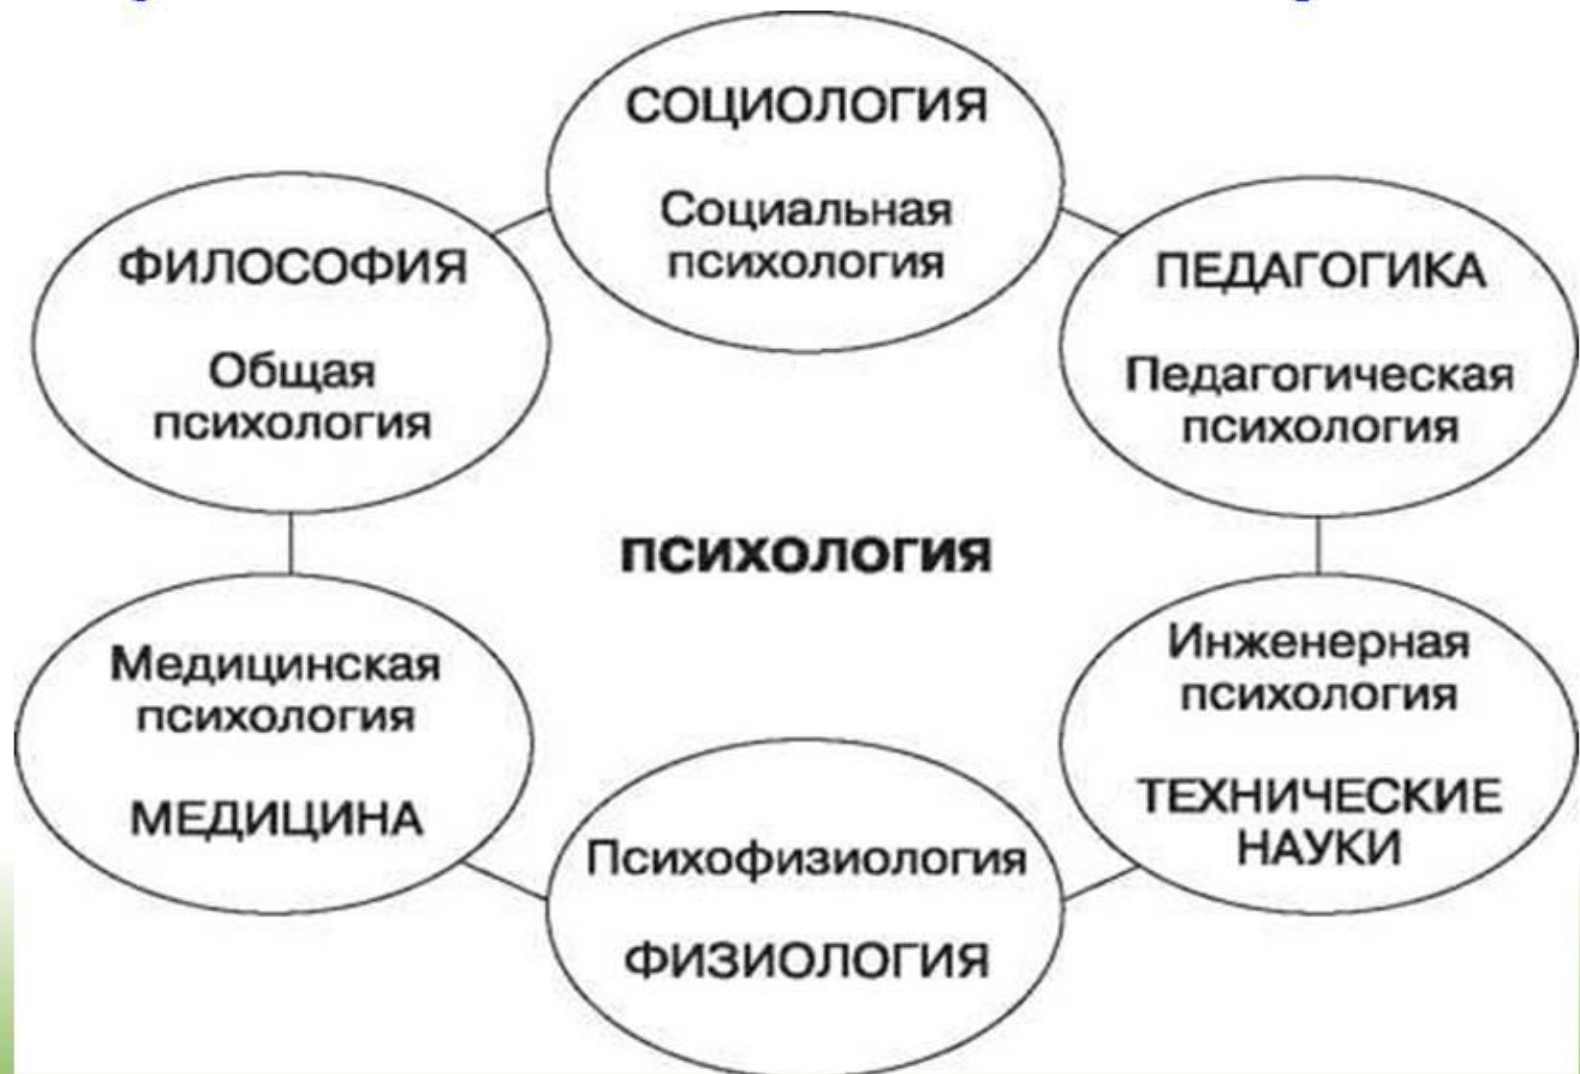 СОЦИОЛОГИЯ
Социальная
психология
ФИЛОСОФИЯ
Общая
психология
ПЕДАГОГИКА
Педагогическая
психология
ПСИХОЛОГИЯ
Медицинская
психология
МЕДИЦИНА
Инженерная
психология
ТЕХНИЧЕСКИЕ
НАУКИ
Психофизиология
ФИЗИОЛОГИЯ